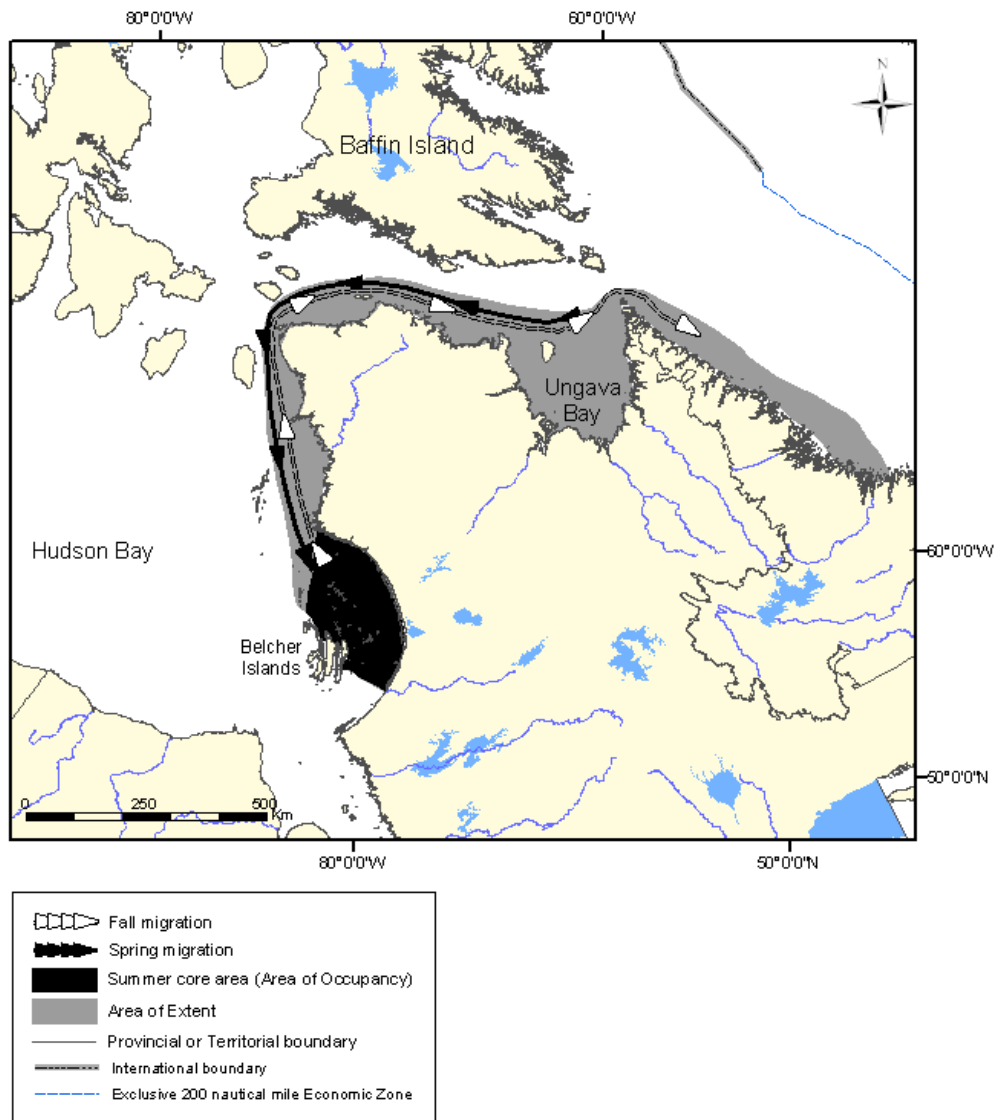 80°0'0"W 60°0'0"W
N
Baffin Island
Ungava
Bay
Hudson Bay
60°0'0"W
Belcher
Islands
50°0'0"N
0 250 500
Km
80°0'0"W 50°0'0"N
Fall migration
Spring migration
Summer core area (Area of Occupancy)
Area of Extent
Provincial or Territorial boundary
International boundary
Exclusive 200 nautical mile Economic Zone